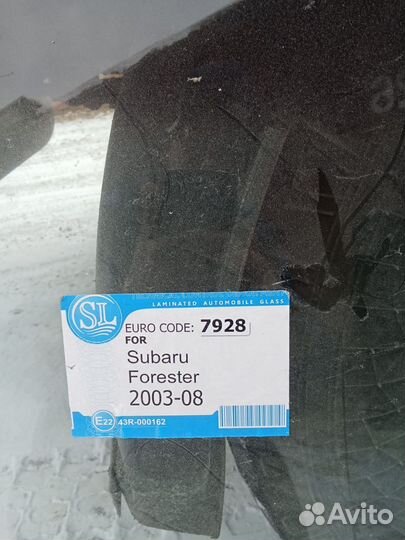 SL
LAMINATED AUTOMOBILE GLASS
EURO CODE: 7928
FOR
Subaru
Forester
2003-08
E22 43R-000162
Avito